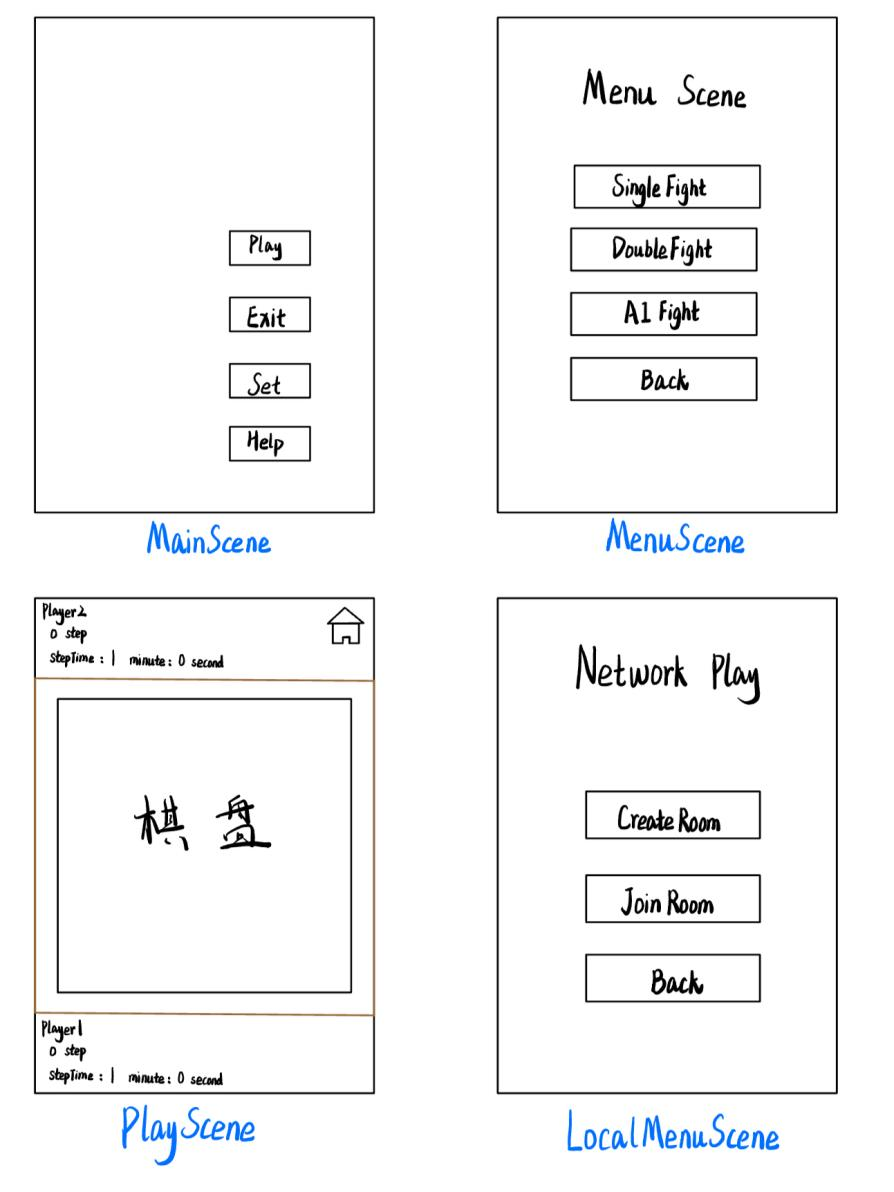 Play
Exit
Set
Help
MainScene
Menu Scene
Single Fight
Double Fight
AI Fight
Back
MenuScene
Player2
0 step
StepTime : 1 minute : 0 second
棋盘
Player1
0 step
StepTime : 1 minute : 0 second
PlayScene
Network Play
Create Room
Join Room
Back
LocalMenuScene